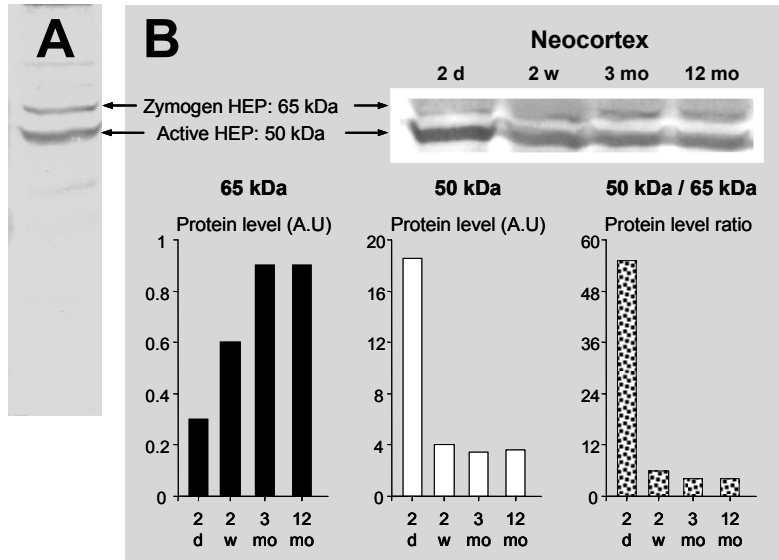 A
B
Neocortex
2 d 2 w 3 mo 12 mo
Zymogen HEP: 65 kDa
Active HEP: 50 kDa
65 kDa
Protein level (A.U)
1
0.8
0.6
0.4
0.2
0
2 d
2 w
3 mo
12 mo
50 kDa
Protein level (A.U)
20
16
12
8
4
0
2 d
2 w
3 mo
12 mo
50 kDa / 65 kDa
Protein level ratio
60
48
36
24
12
0
2 d
2 w
3 mo
12 mo